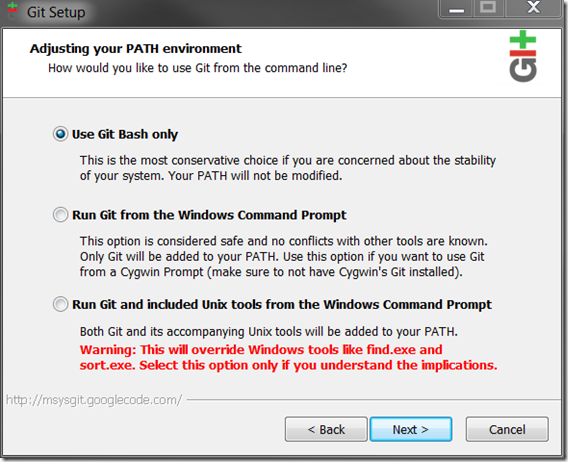 Git Setup
Adjusting your PATH environment
How would you like to use Git from the command line?
GIt
Use Git Bash only
This is the most conservative choice if you are concerned about the stability
of your system. Your PATH will not be modified.
Run Git from the Windows Command Prompt
This option is considered safe and no conflicts with other tools are known.
Only Git will be added to your PATH. Use this option if you want to use Git
from a Cygwin Prompt (make sure to not have Cygwin's Git installed).
Run Git and included Unix tools from the Windows Command Prompt
Both Git and its accompanying Unix tools will be added to your PATH.
Warning: This will override Windows tools like find.exe and
sort.exe. Select this option only if you understand the implications.
http://msysgit.googlecode.com/
< Back
Next >
Cancel